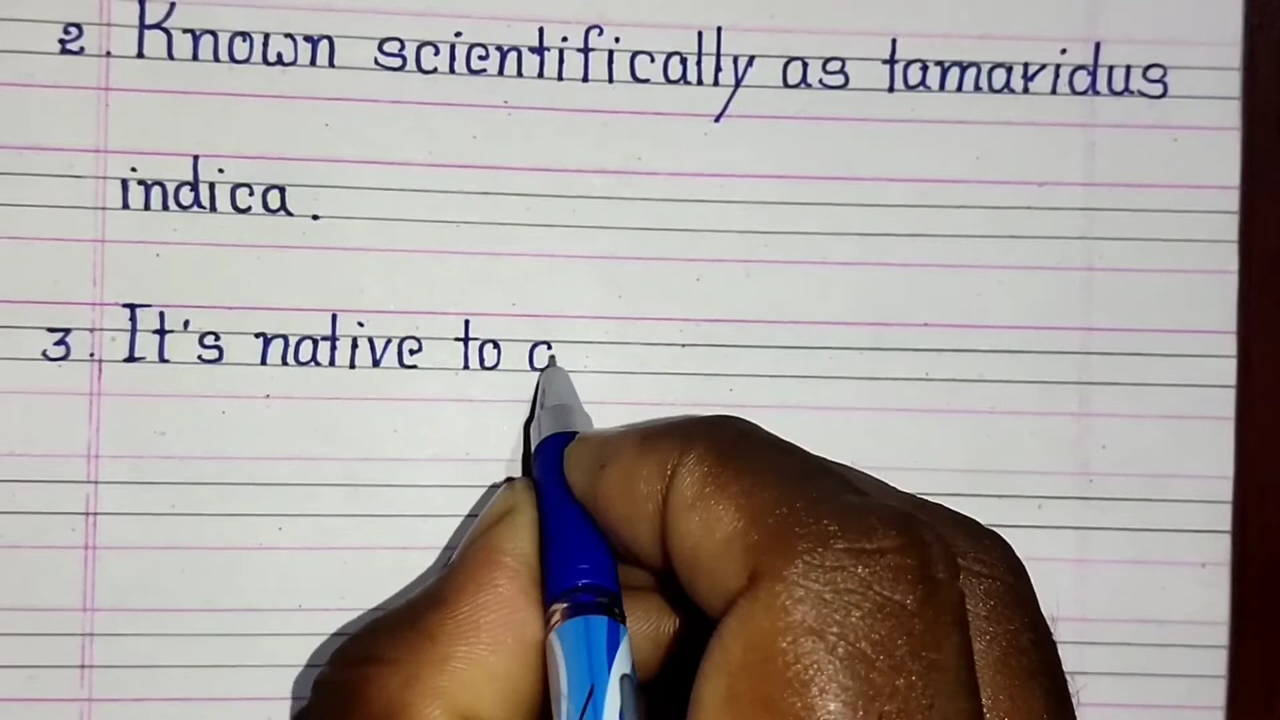 2. Known scientifically as tamaridus
indica.
3. It's native to